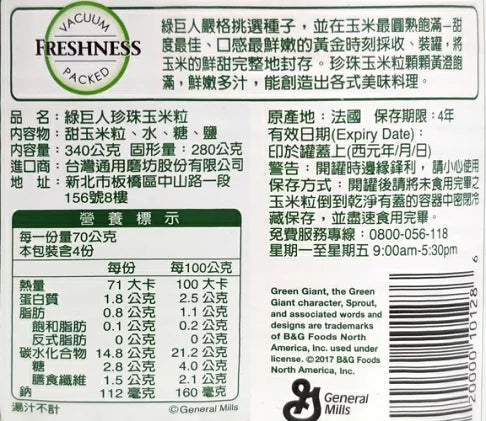 VACUUM
FRESHNESS
PACKED
綠巨人嚴格挑選種子，並在玉米最圓熟飽滿–甜
度最佳、口感最鮮嫩的黃金時刻採收、裝罐，將
玉米的鮮甜完整地封存。珍珠玉米粒顆顆黃澄飽
滿，鮮嫩多汁，能創造出各式美味料理。
品　名：綠巨人珍珠玉米粒
內容物：甜玉米粒、水、糖、鹽
內容量：340公克 固形量：280公克
進口商：台灣通用磨坊股份有限公司
地　址：新北市板橋區中山路一段
156號8樓
營養標示
每一份量70公克
本包裝含4份
每份 每100公克
熱量 71 大卡 100 大卡
蛋白質 1.8 公克 2.5 公克
脂肪 0.8 公克 1.1 公克
飽和脂肪 0.1 公克 0.2 公克
反式脂肪 0 公克 0 公克
碳水化合物 14.8 公克 21.2 公克
糖 2.8 公克 4.0 公克
膳食纖維 1.5 公克 2.1 公克
鈉 112 毫克 160 毫克
湯汁不計 ©General Mills
原產地：法國 保存期限：4年
有效日期(Expiry Date)：
印於罐蓋上(西元年/月/日)
警告：開罐時邊緣鋒利，請小心使用
保存方式：開罐後請將未食用完畢之
玉米粒倒到乾淨有蓋的容器中密閉冷
藏保存，並盡速食用完畢。
免費服務專線：0800-056-118
星期一至星期五 9:00am-5:30pm
Green Giant, the Green
Giant character, Sprout,
and associated words and
designs are trademarks
of B&G Foods North
America, Inc. used under
license. ©2017 B&G Foods
North America, Inc.
General
Mills